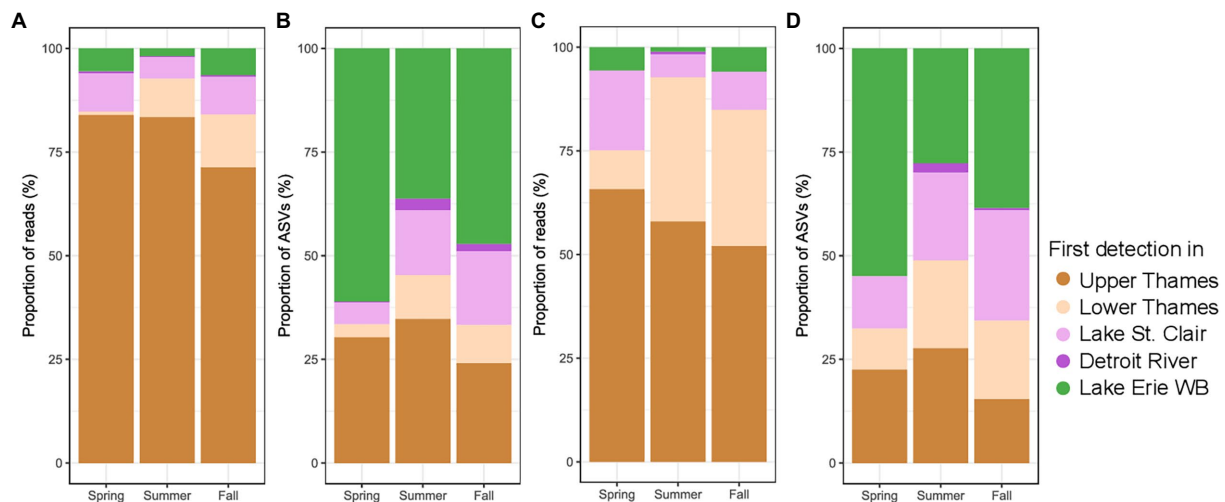 A
Proportion of reads (%)
100
75
50
25
0
Spring Summer Fall
B
Proportion of ASVs (%)
100
75
50
25
0
Spring Summer Fall
C
Proportion of reads (%)
100
75
50
25
0
Spring Summer Fall
D
Proportion of ASVs (%)
100
75
50
25
0
Spring Summer Fall
First detection in
Upper Thames
Lower Thames
Lake St. Clair
Detroit River
Lake Erie WB